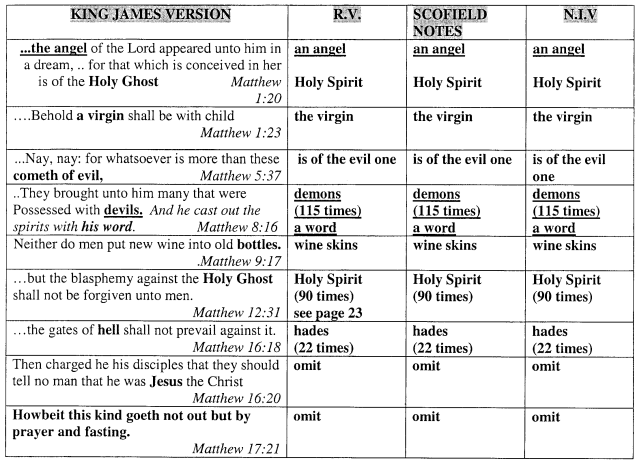 KING JAMES VERSION R.V. SCOFIELD NOTES N.I.V
...the angel of the Lord appeared unto him in
a dream, .. for that which is conceived in her
is of the Holy Ghost Matthew
1:20
an angel
Holy Spirit
an angel
Holy Spirit
an angel
Holy Spirit
....Behold a virgin shall be with child
Matthew 1:23
the virgin
the virgin
the virgin
...Nay, nay: for whatsoever is more than these
cometh of evil, Matthew 5:37
is of the evil one
is of the evil one
is of the evil
one
..They brought unto him many that were
Possessed with devils. And he cast out the
spirits with his word. Matthew 8:16
demons
(115 times)
a word
demons
(115 times)
a word
demons
(115 times)
a word
Neither do men put new wine into old bottles.
.Matthew 9:17
wine skins
wine skins
wine skins
...but the blasphemy against the Holy Ghost
shall not be forgiven unto men.
Matthew 12:31
Holy Spirit
(90 times)
see page 23
Holy Spirit
(90 times)
Holy Spirit
(90 times)
...the gates of hell shall not prevail against it.
Matthew 16:18
hades
(22 times)
hades
(22 times)
hades
(22 times)
Then charged he his disciples that they should
tell no man that he was Jesus the Christ
Matthew 16:20
omit
omit
omit
Howbeit this kind goeth not out but by
prayer and fasting.
Matthew 17:21
omit
omit
omit